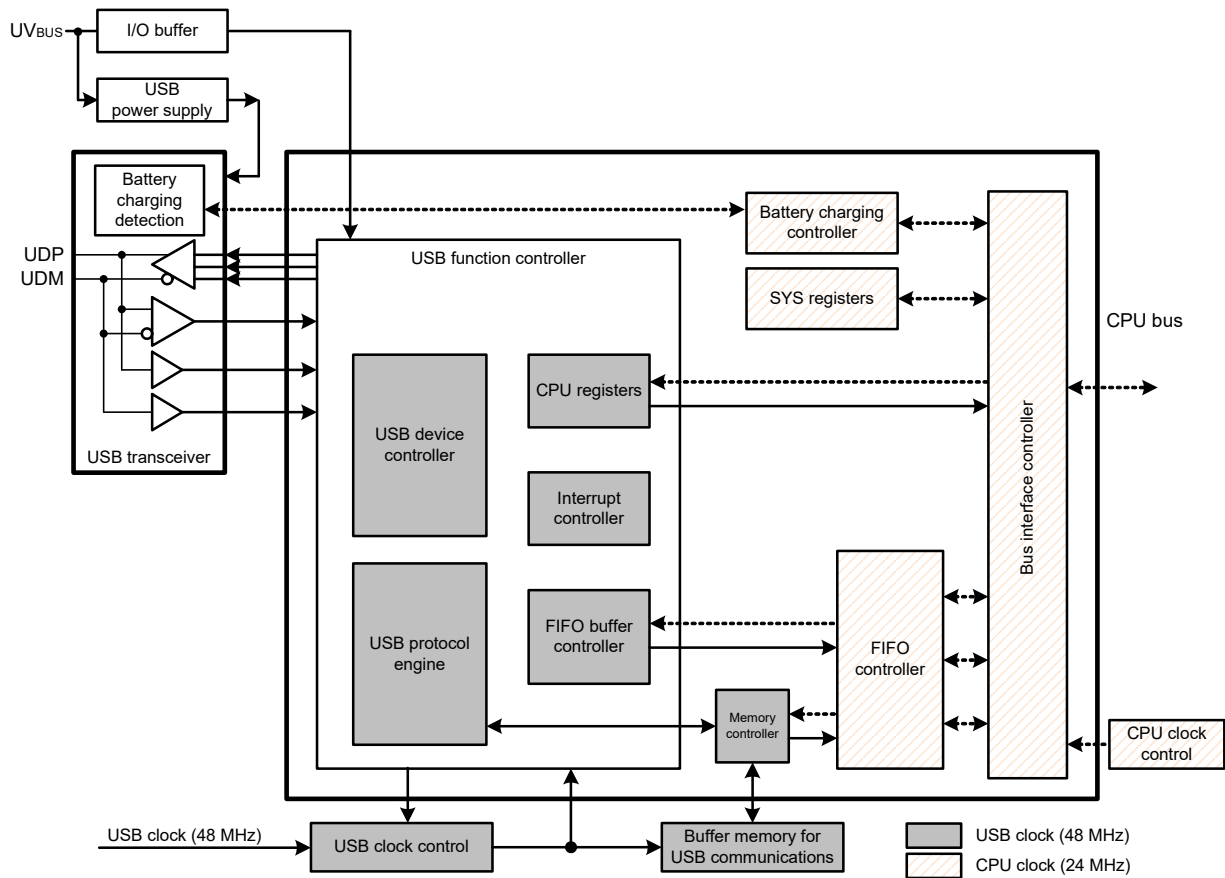 UVBUS
I/O buffer
USB
power supply
Battery
charging
detection
UDP
UDM
USB transceiver
USB function controller
Battery charging
controller
SYS registers
CPU bus
CPU registers
USB device
controller
Interrupt
controller
Bus interface controller
USB protocol
engine
FIFO buffer
controller
FIFO
controller
Memory
controller
CPU clock
control
USB clock (48 MHz)
USB clock control
Buffer memory for
USB communications
USB clock (48 MHz)
CPU clock (24 MHz)